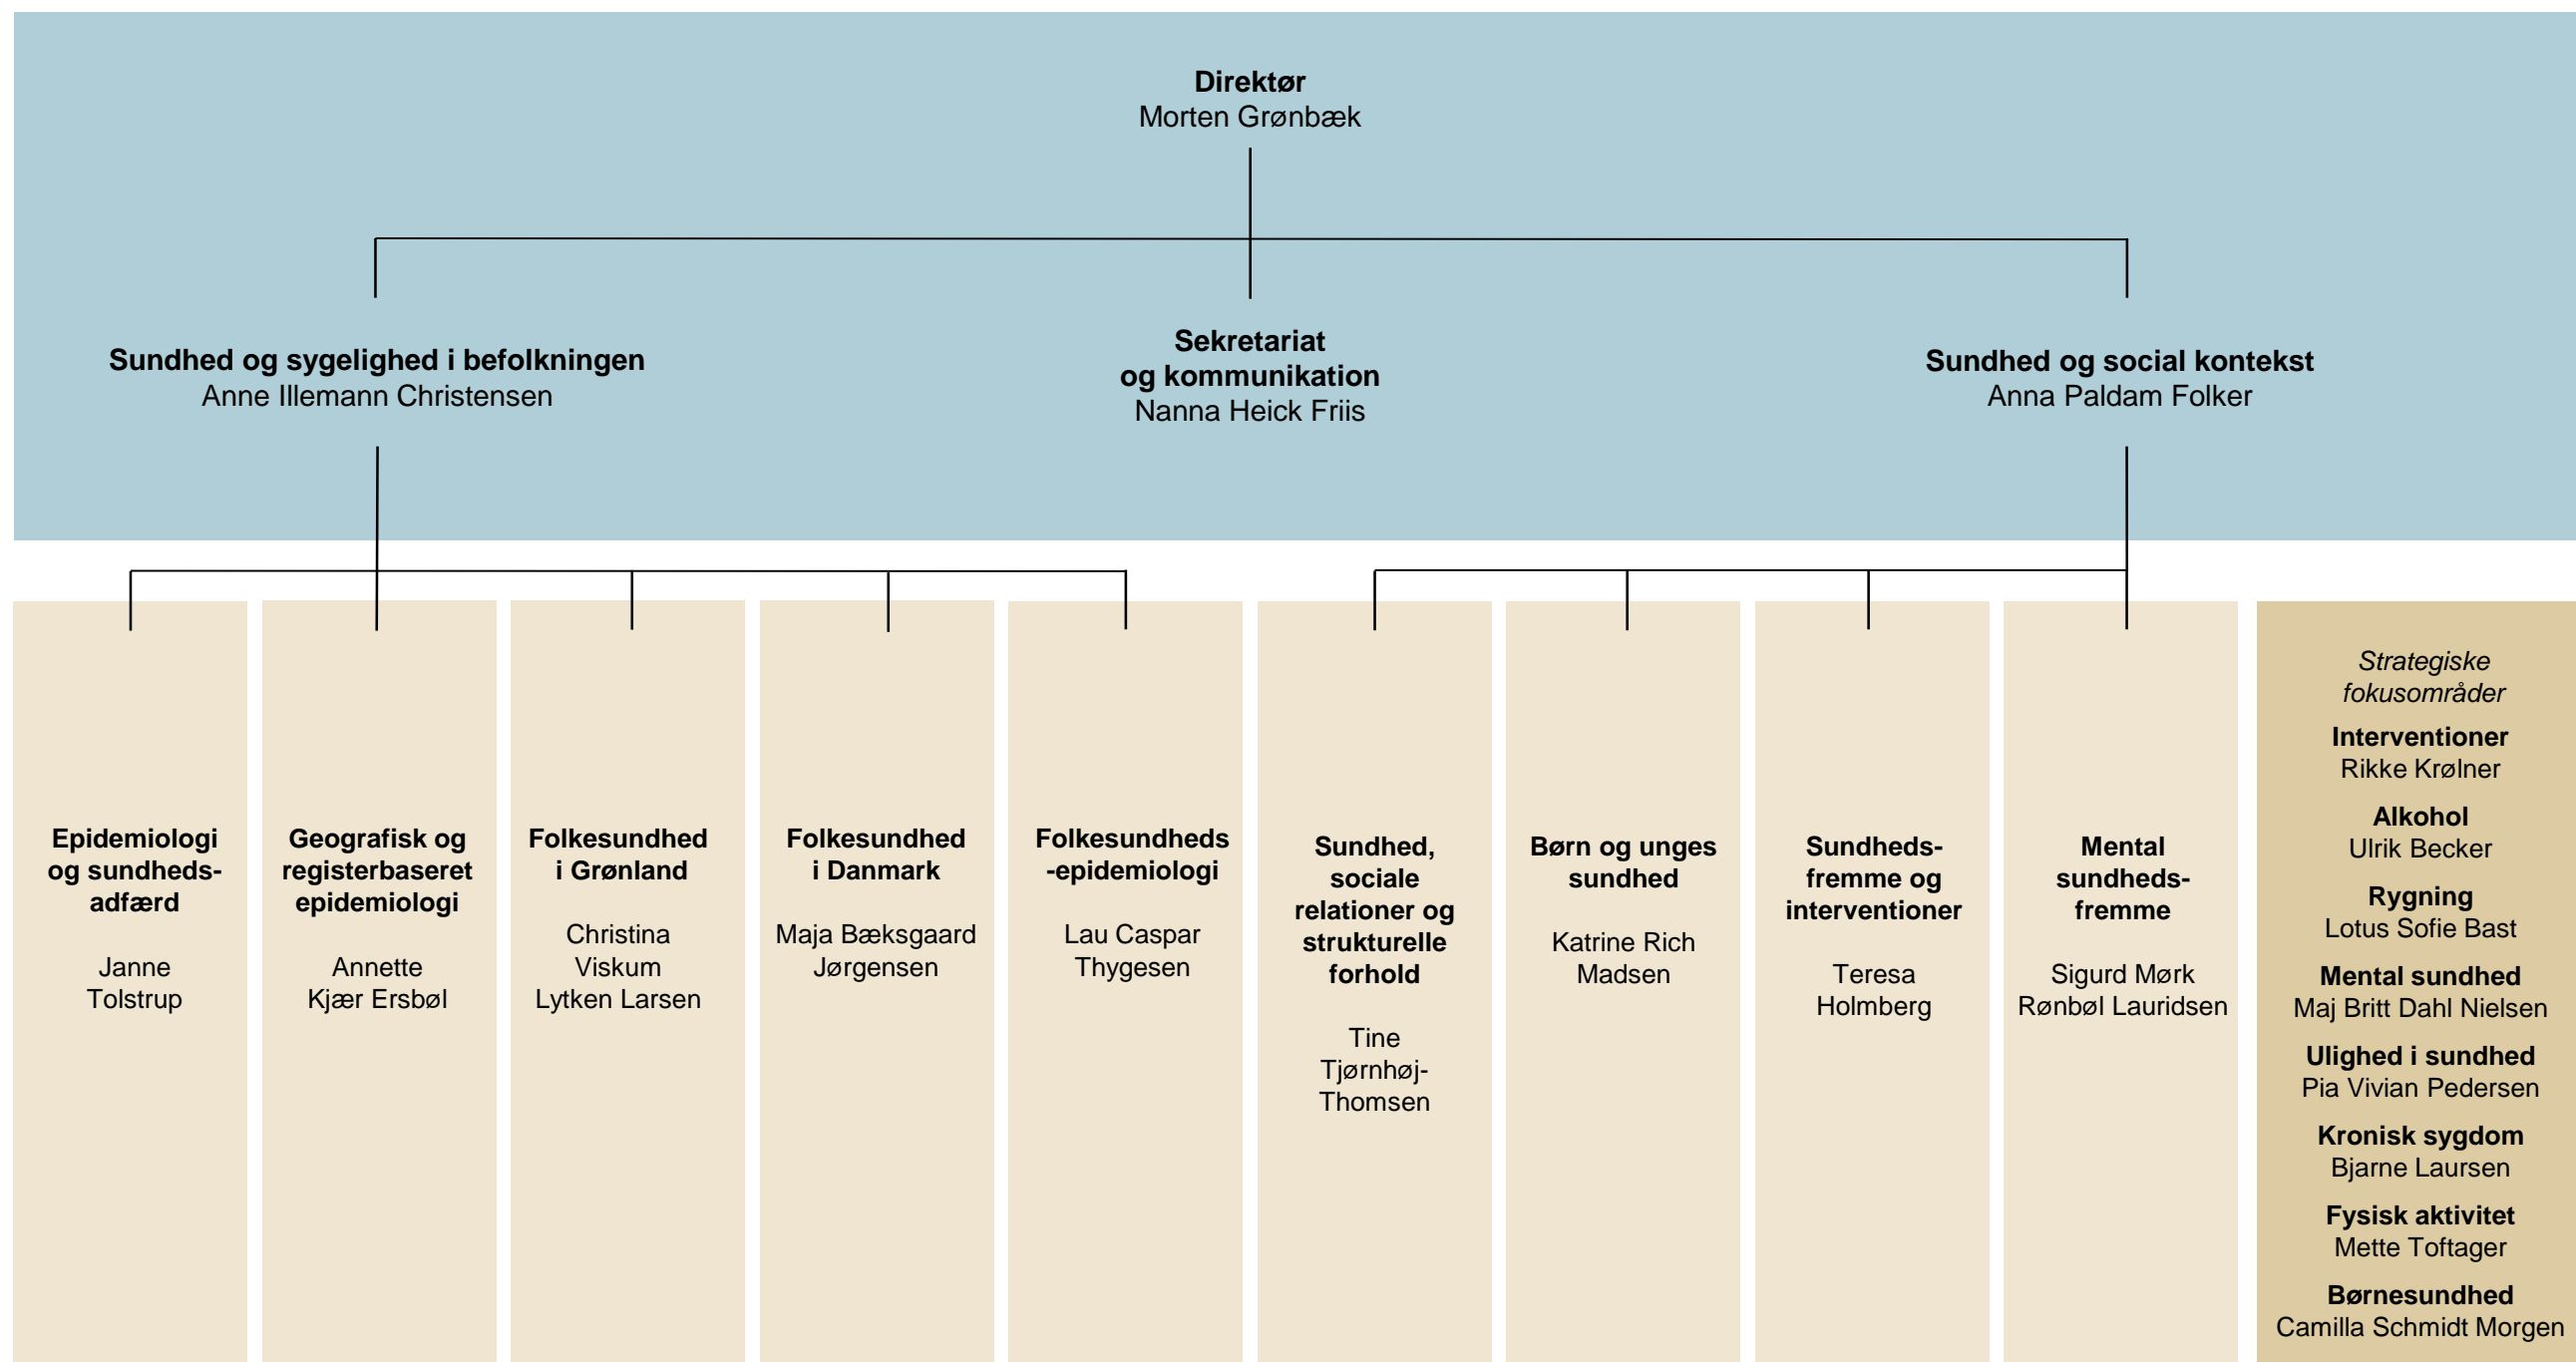 Direktør
Morten Grønbæk
Sundhed og sygelighed i befolkningen
Anne Illemann Christensen
Sekretariat
og kommunikation
Nanna Heick Friis
Sundhed og social kontekst
Anna Paldam Folker
Epidemiologi
og sundheds-
adfærd
Janne
Tolstrup
Geografisk og
registerbaseret
epidemiologi
Annette
Kjær Ersbøl
Folkesundhed
i Grønland
Christina
Viskum
Lytken Larsen
Folkesundhed
i Danmark
Maja Bæksgaard
Jørgensen
Folkesundheds
-epidemiologi
Lau Caspar
Thygesen
Sundhed,
sociale
relationer og
strukturelle
forhold
Tine
Tjørnhøj-
Thomsen
Børn og unges
sundhed
Katrine Rich
Madsen
Sundheds-
fremme og
interventioner
Teresa
Holmberg
Mental
sundheds-
fremme
Sigurd Mørk
Rønbøl Lauridsen
Strategiske
fokusområder
Interventioner
Rikke Krølner
Alkohol
Ulrik Becker
Rygning
Lotus Sofie Bast
Mental sundhed
Maj Britt Dahl Nielsen
Ulighed i sundhed
Pia Vivian Pedersen
Kronisk sygdom
Bjarne Laursen
Fysisk aktivitet
Mette Toftager
Børnesundhed
Camilla Schmidt Morgen